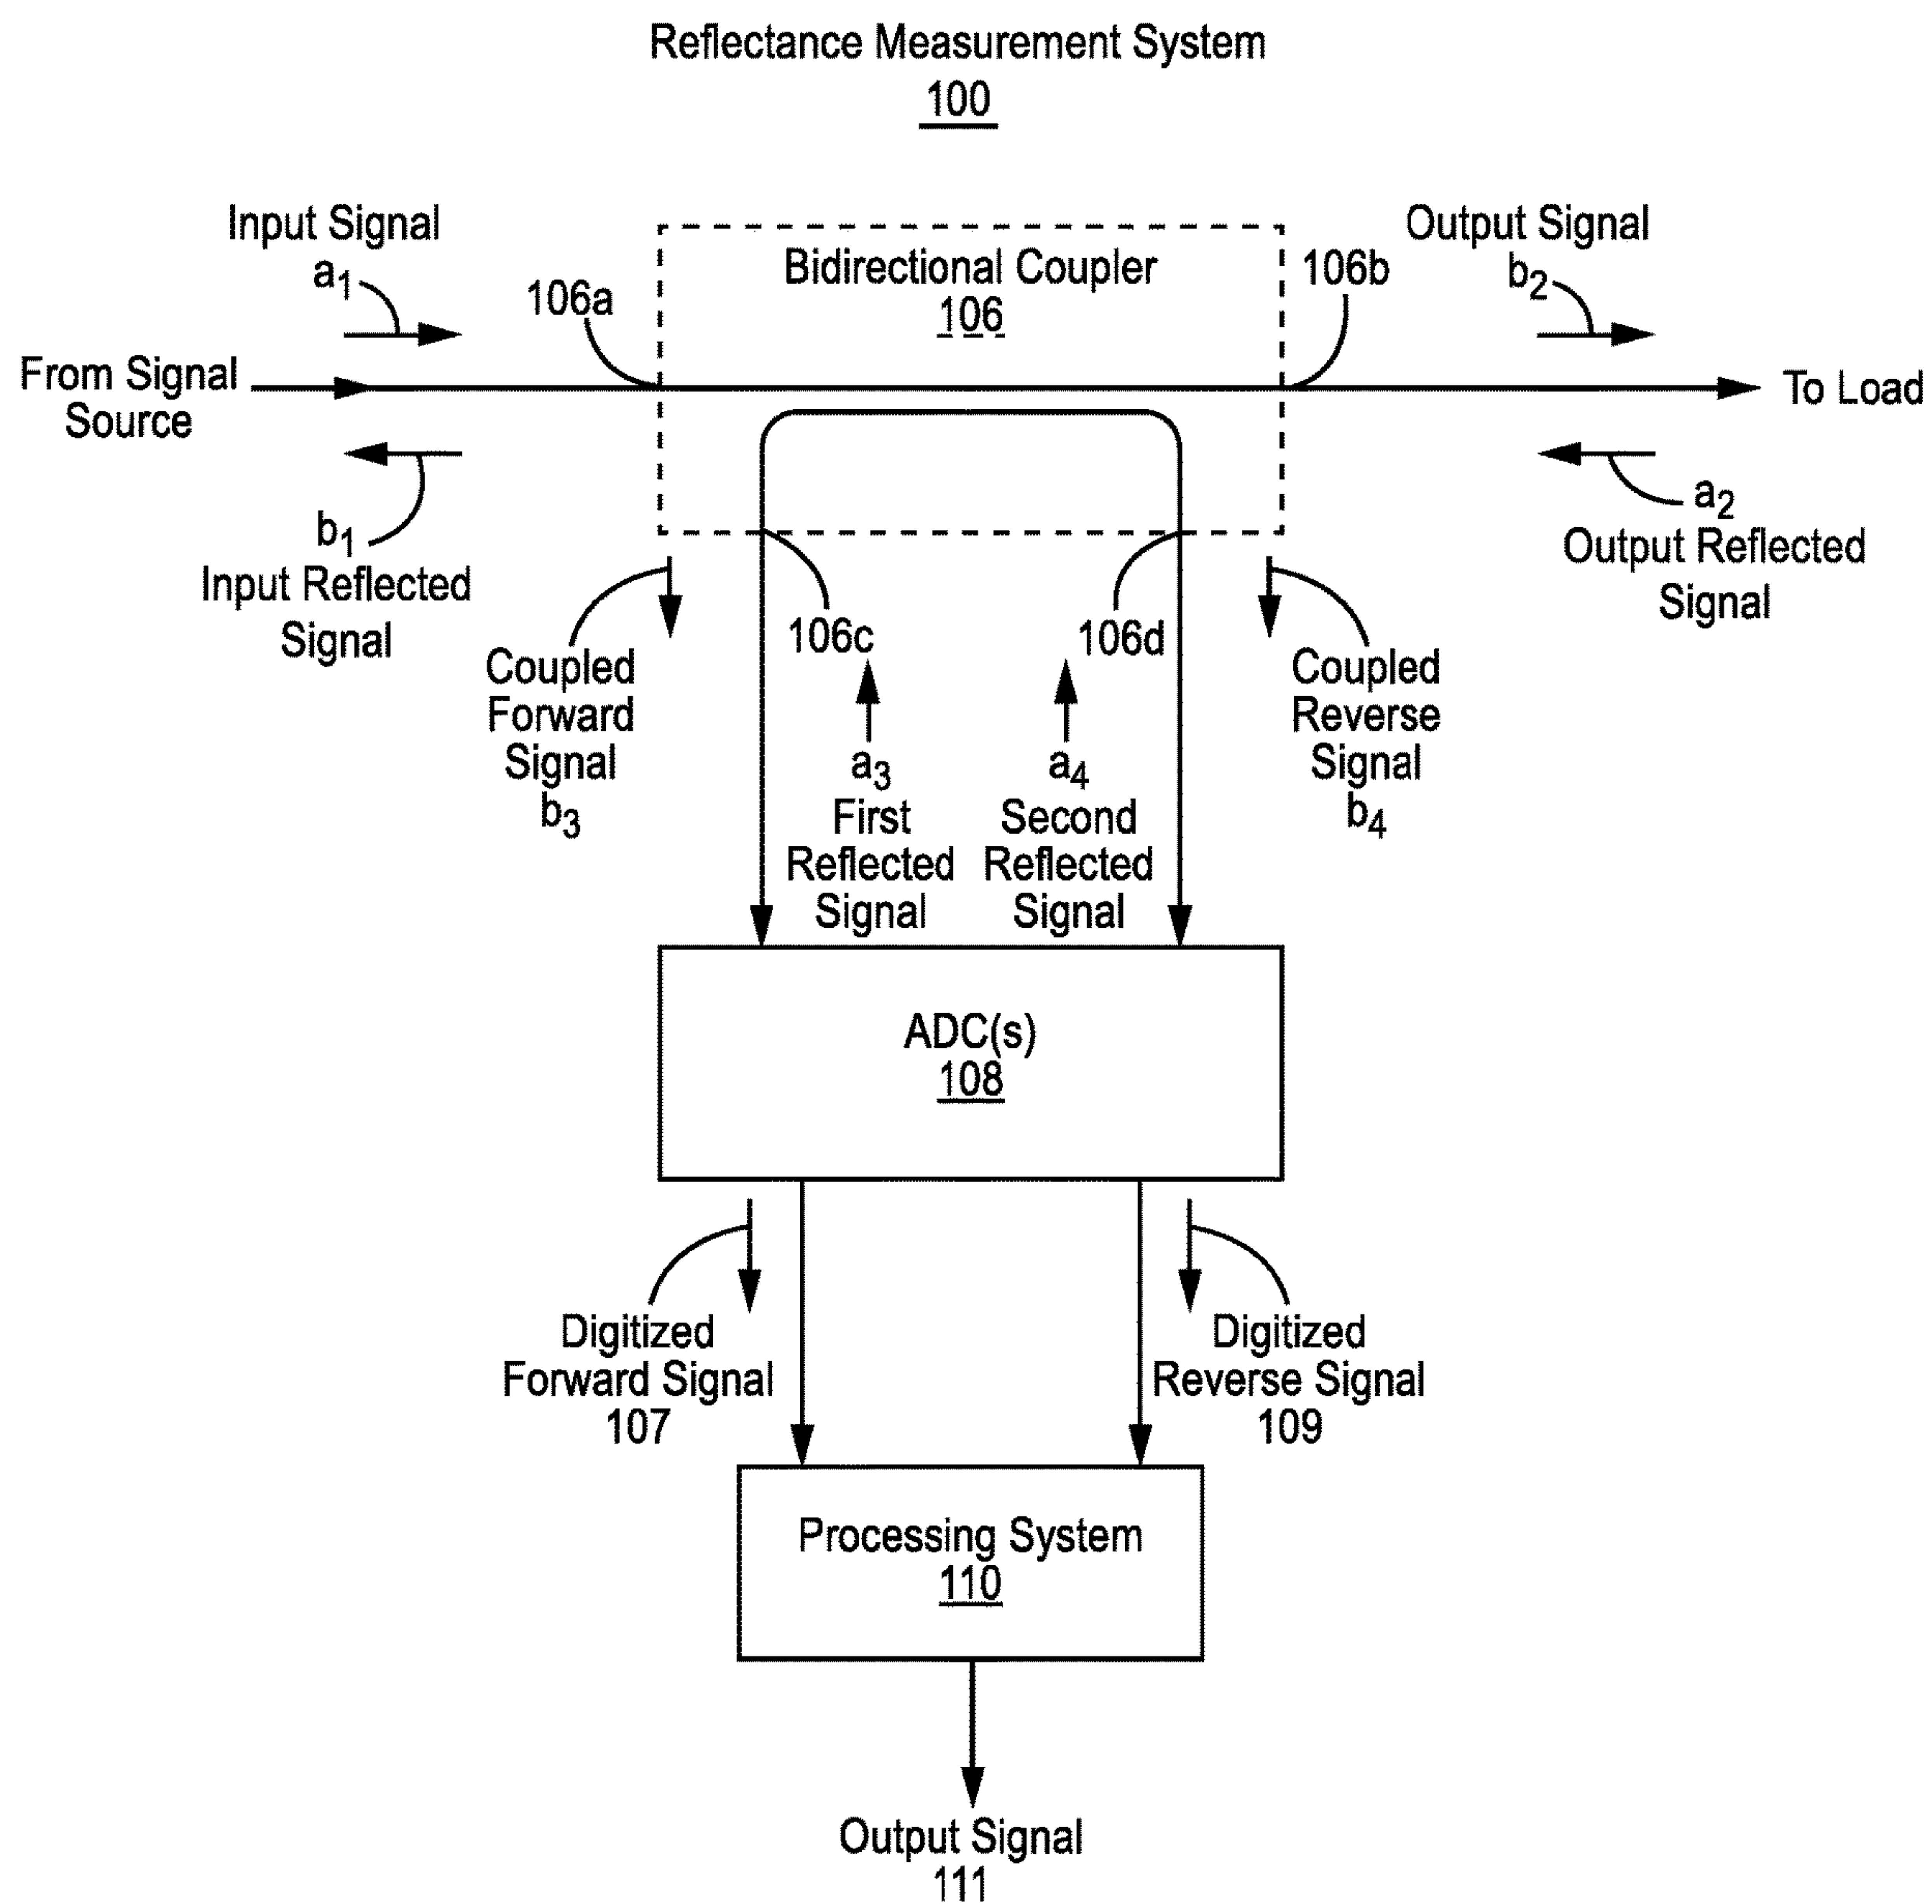 Reflectance Measurement System
100
Input Signal
a1
106a
Bidirectional Coupler
106
106b
Output Signal
b2
From Signal
Source
To Load
b1
Input Reflected
Signal
a2
Output Reflected
Signal
106c
106d
Coupled
Forward
Signal
b3
a3
First
Reflected
Signal
a4
Second
Reflected
Signal
Coupled
Reverse
Signal
b4
ADC(s)
108
Digitized
Forward Signal
107
Digitized
Reverse Signal
109
Processing System
110
Output Signal
111